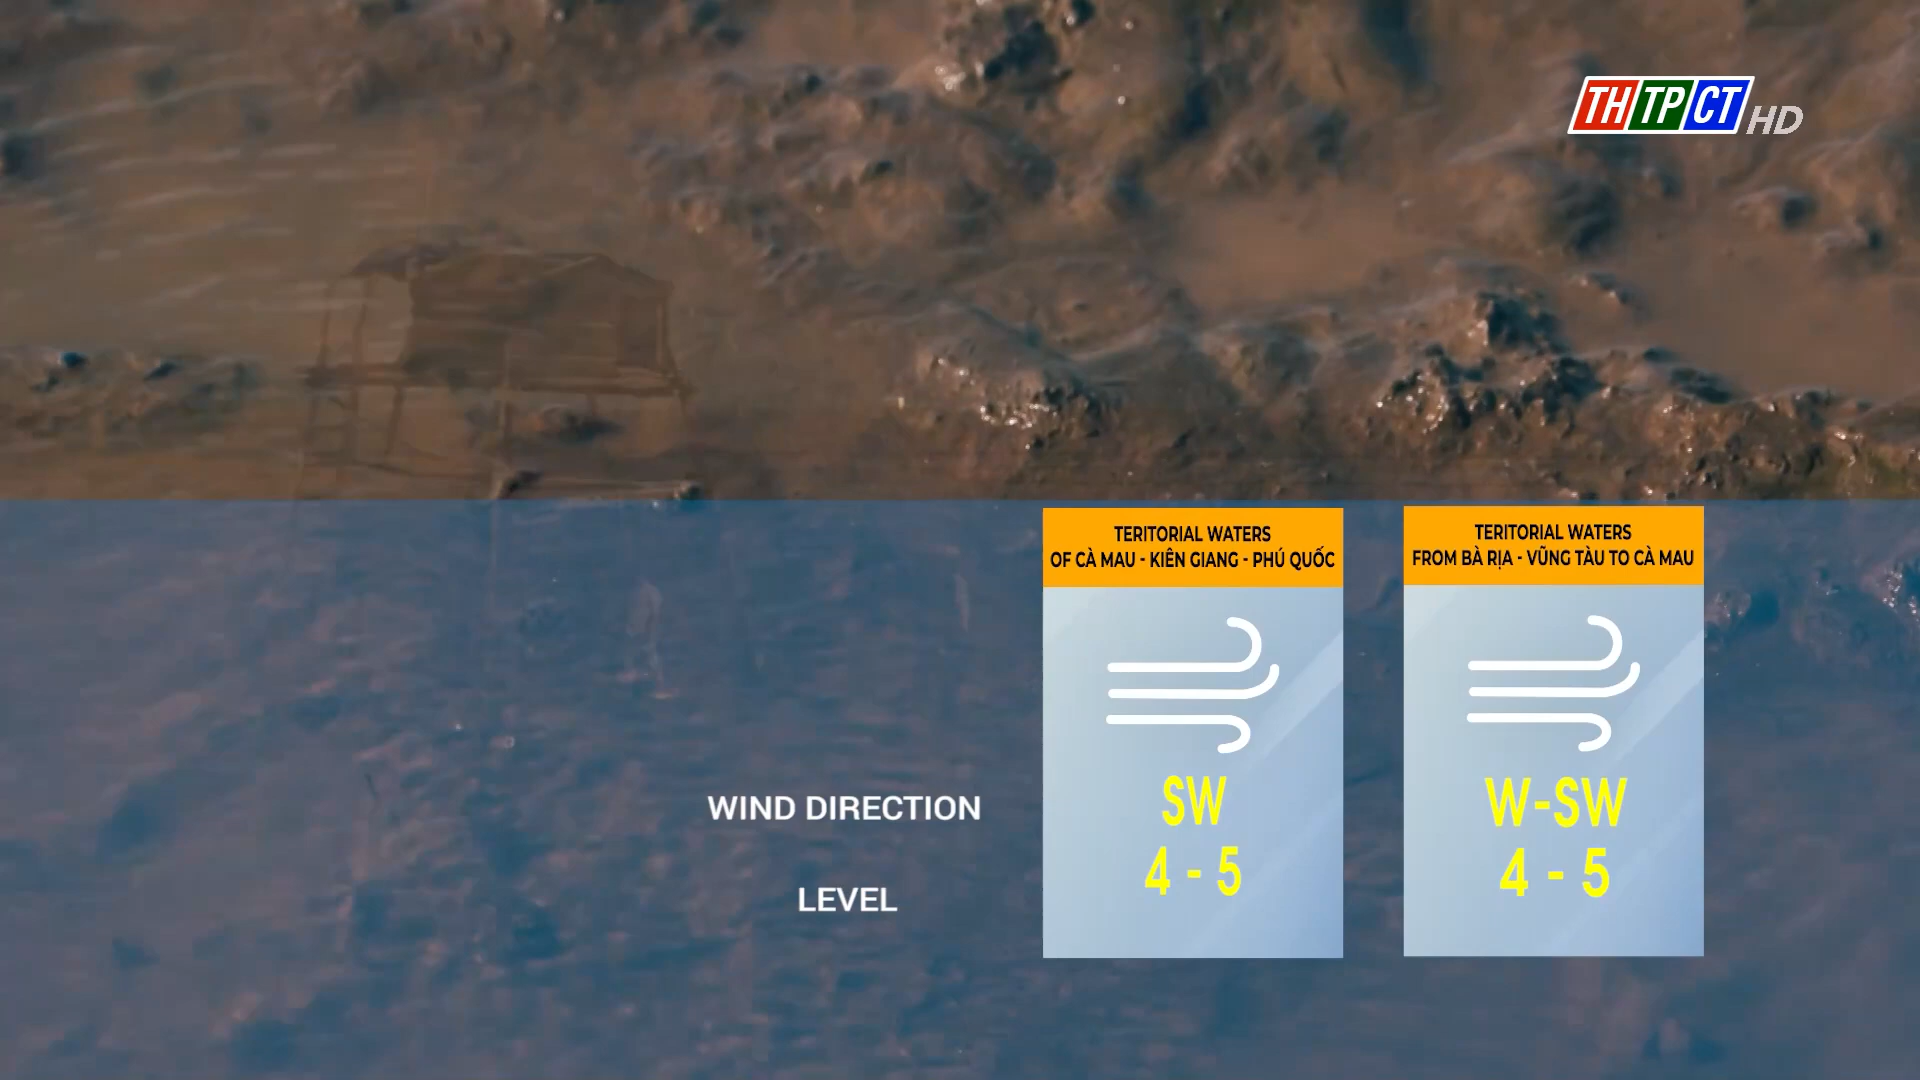 THTPCT HD
TERITORIAL WATERS
OF CÀ MAU - KIÊN GIANG - PHÚ QUỐC
TERITORIAL WATERS
FROM BÀ RỊA - VŨNG TÀU TO CÀ MAU
WIND DIRECTION
SW
W-SW
LEVEL
4 - 5
4 - 5